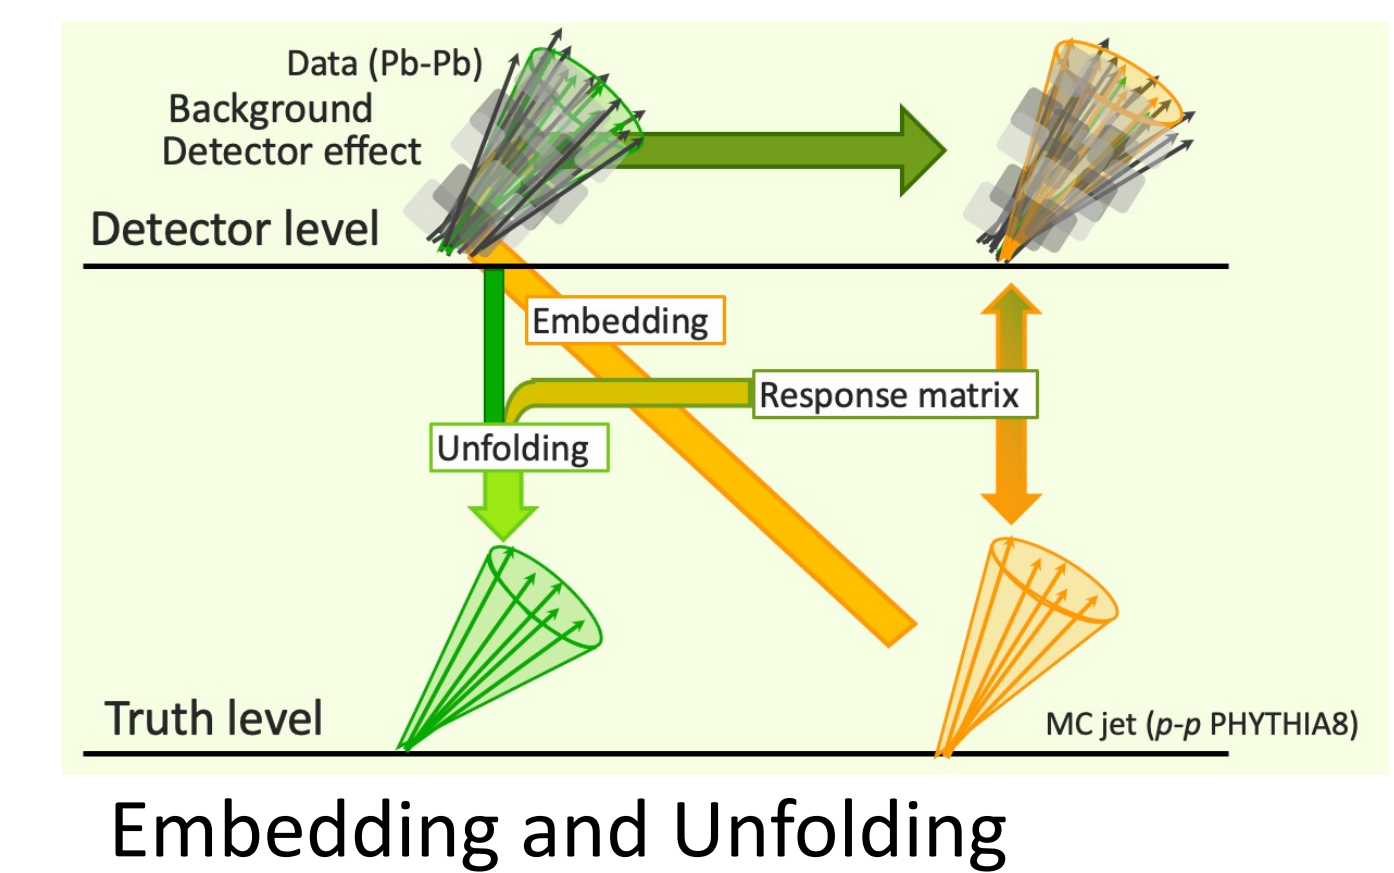 Data (Pb-Pb)
Background
Detector effect
Detector level
Embedding
Response matrix
Unfolding
Truth level
MC jet (p-p PHYTHIA8)
Embedding and Unfolding